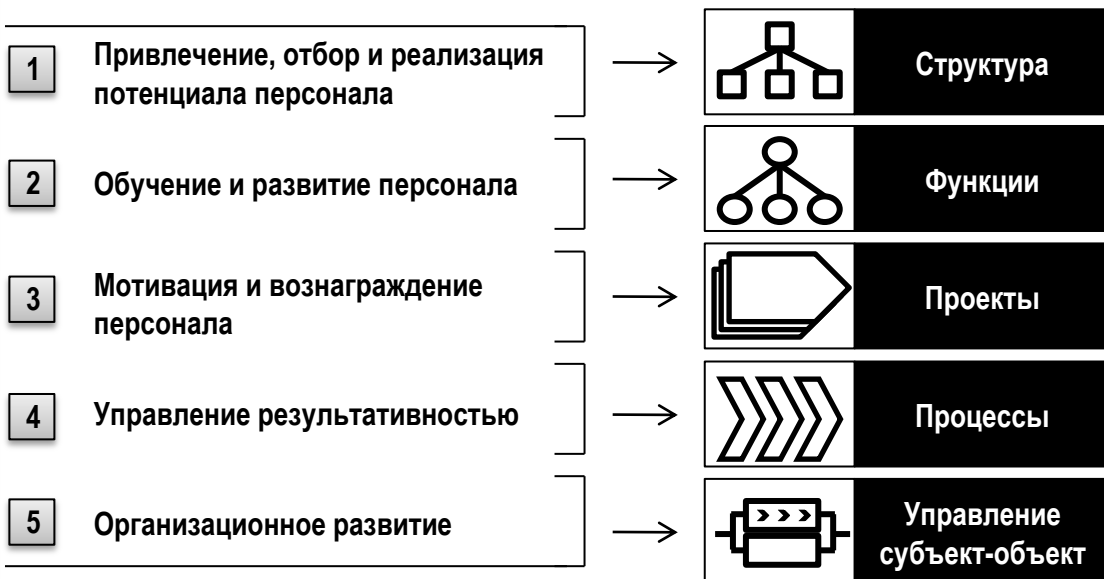 1
Привлечение, отбор и реализация
потенциала персонала
Структура
2
Обучение и развитие персонала
Функции
3
Мотивация и вознаграждение
персонала
Проекты
4
Управление результативностью
Процессы
5
Организационное развитие
Управление
субъект-объект